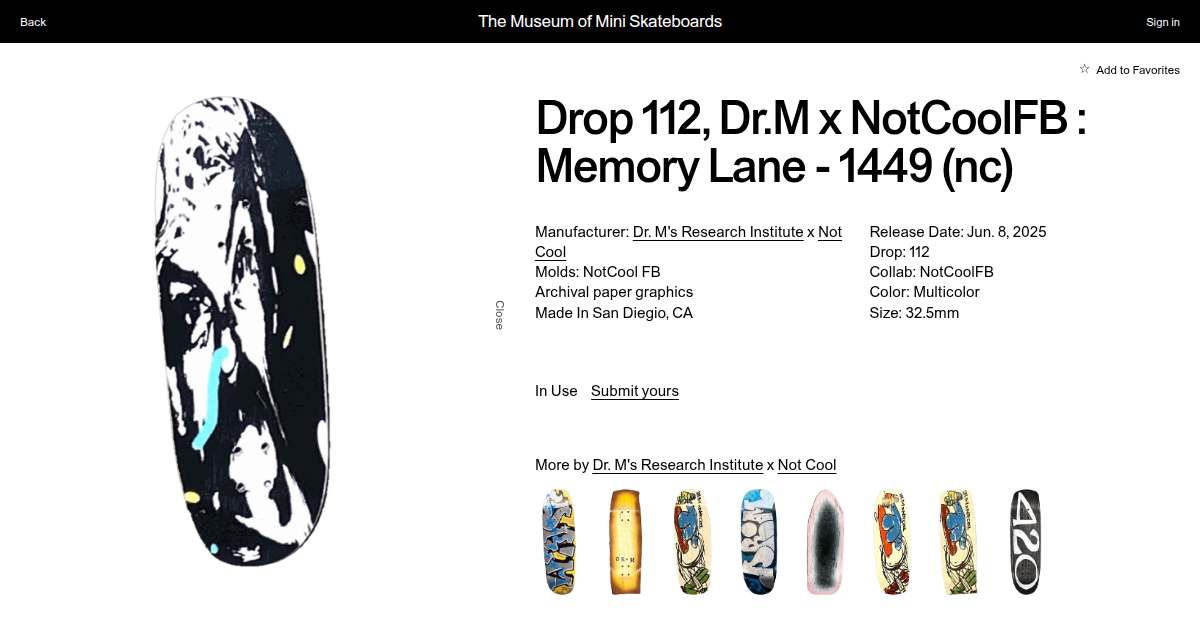 Back
The Museum of Mini Skateboards
Sign in
☆ Add to Favorites
Drop 112, Dr.M x NotCoolFB :
Memory Lane - 1449 (nc)
Manufacturer: Dr. M's Research Institute x Not
Cool
Molds: NotCool FB
Archival paper graphics
Made In San Diegio, CA
Release Date: Jun. 8, 2025
Drop: 112
Collab: NotCoolFB
Color: Multicolor
Size: 32.5mm
Close
In Use Submit yours
More by Dr. M's Research Institute x Not Cool
DR•M
420